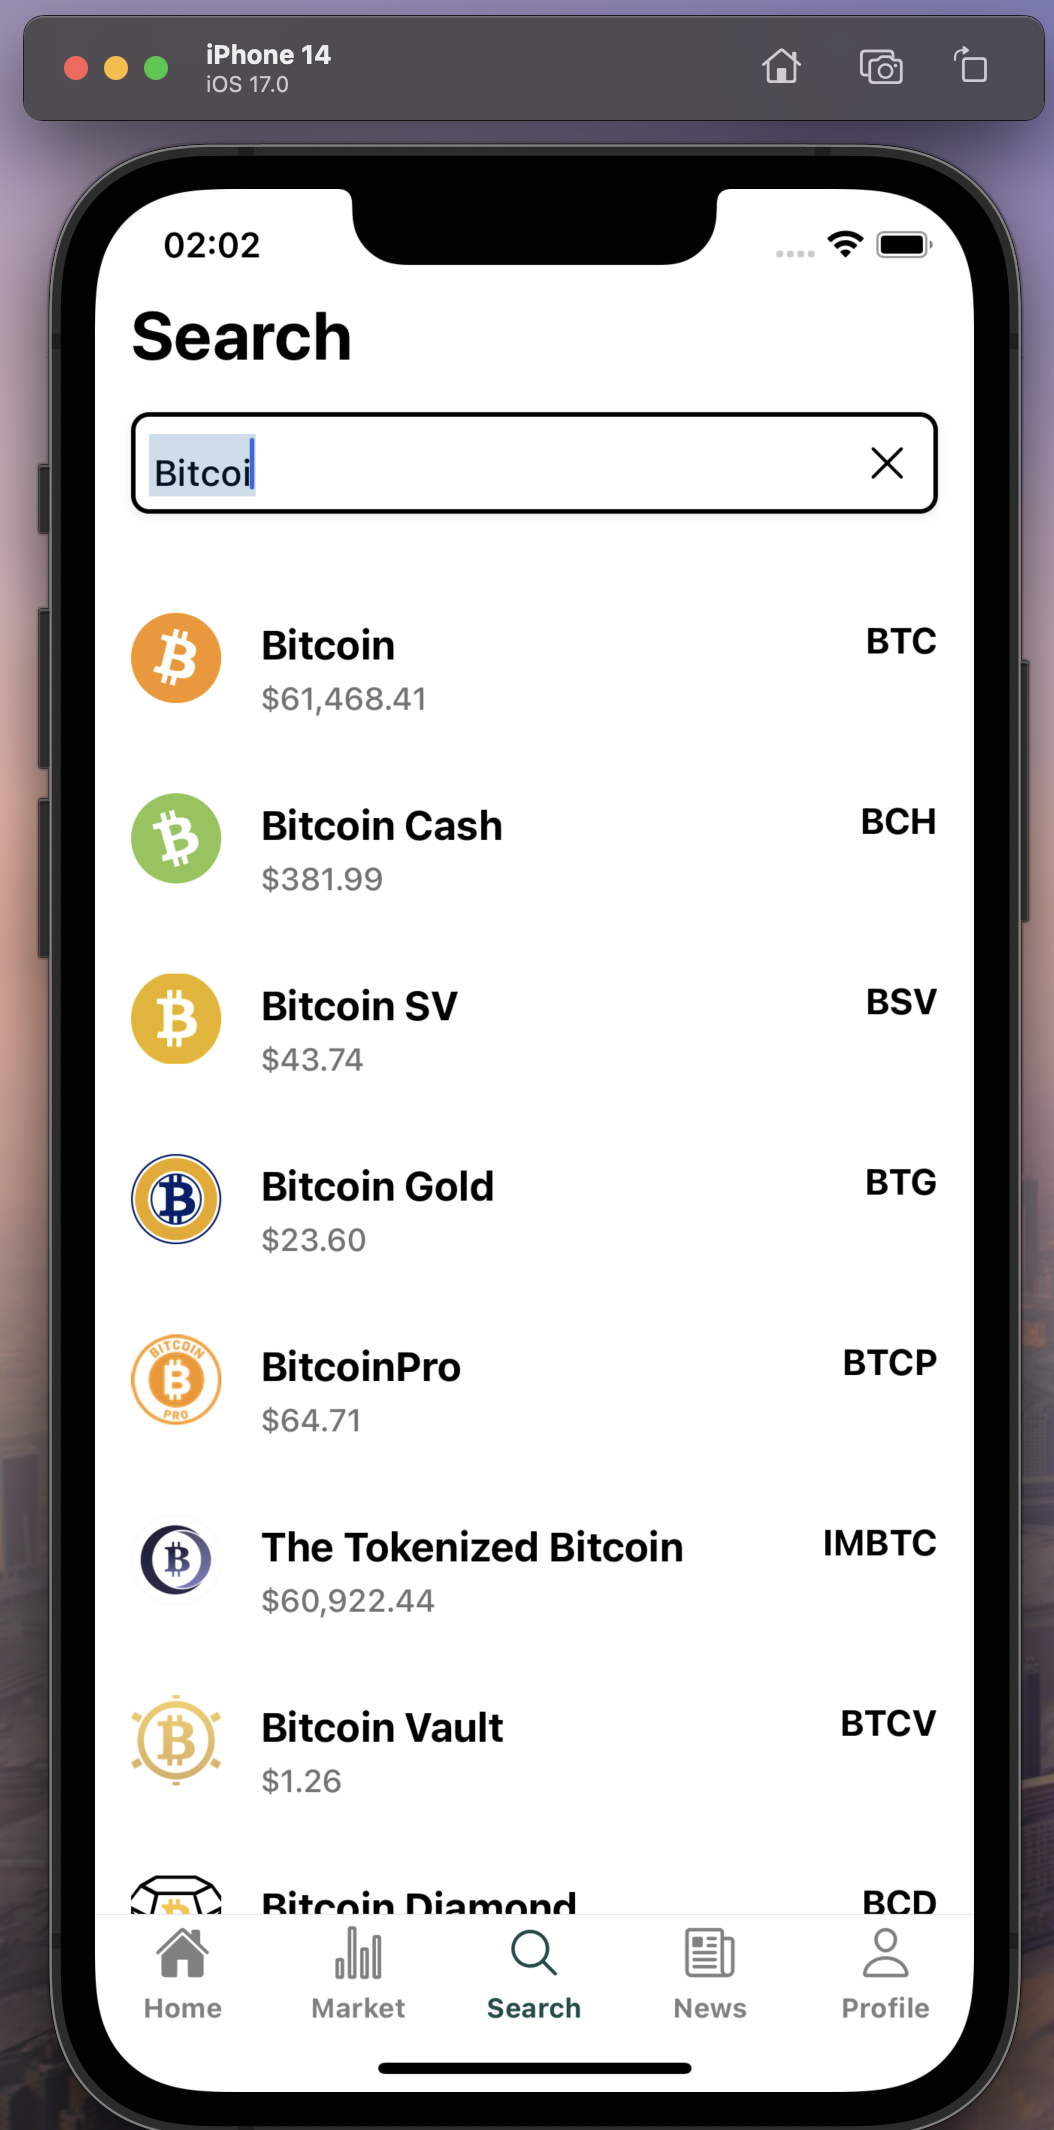 iPhone 14
iOS 17.0
02:02
Search
Bitcoi
Bitcoin BTC
$61,468.41
Bitcoin Cash BCH
$381.99
Bitcoin SV BSV
$43.74
Bitcoin Gold BTG
$23.60
BITCOIN
PRO
BitcoinPro BTCP
$64.71
The Tokenized Bitcoin IMBTC
$60,922.44
Bitcoin Vault BTCV
$1.26
Bitcoin Diamond BCD
Home Market Search News Profile